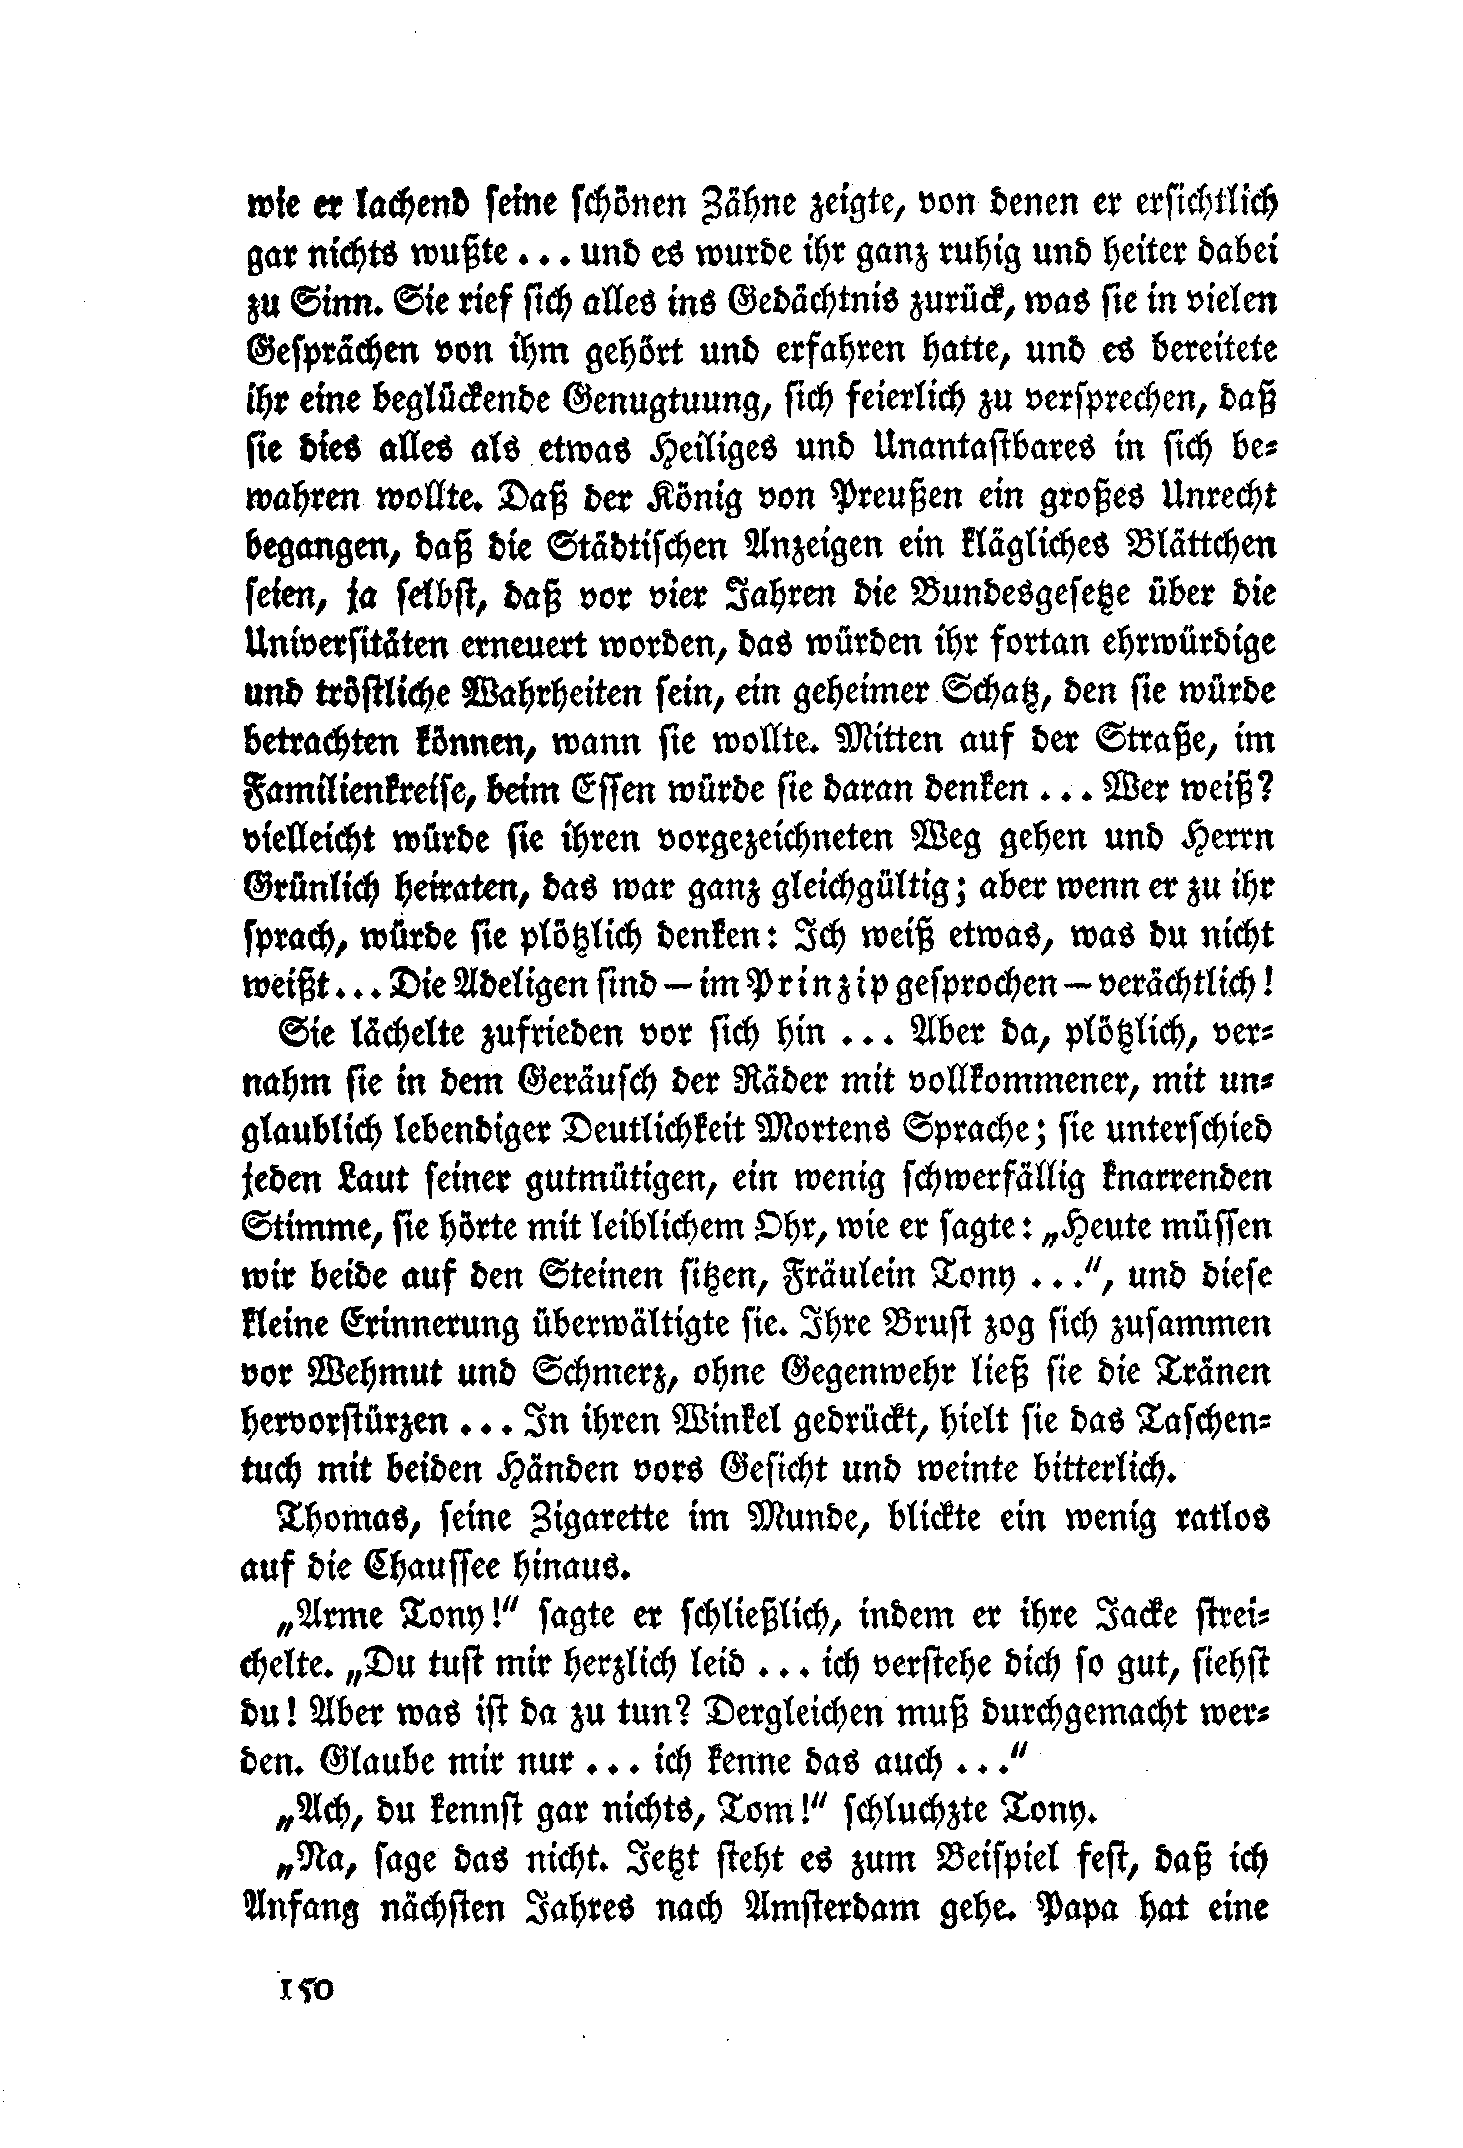 wie er lachend seine schönen Zähne zeigte, von denen er ersichtlich
gar nichts wußte ... und es wurde ihr ganz ruhig und heiter dabei
zu Sinn. Sie rief sich alles ins Gedächtnis zurück, was sie in vielen
Gesprächen von ihm gehört und erfahren hatte, und es bereitete
ihr eine beglückende Genugtuung, sich feierlich zu versprechen, daß
sie dies alles als etwas Heiliges und Unantastbares in sich be-
wahren wollte. Daß der König von Preußen ein großes Unrecht
begangen, daß die Städtischen Anzeigen ein klägliches Blättchen
seien, ja selbst, daß vor vier Jahren die Bundesgesetze über die
Universitäten erneuert worden, das würden ihr fortan ehrwürdige
und tröstliche Wahrheiten sein, ein geheimer Schatz, den sie würde
betrachten können, wann sie wollte. Mitten auf der Straße, im
Familienkreise, beim Essen würde sie daran denken ... Wer weiß?
vielleicht würde sie ihren vorgezeichneten Weg gehen und Herrn
Grünlich heiraten, das war ganz gleichgültig; aber wenn er zu ihr
sprach, würde sie plötzlich denken: Ich weiß etwas, was du nicht
weißt ... Die Adeligen sind — im Prinzip gesprochen — verächtlich!
Sie lächelte zufrieden vor sich hin ... Aber da, plötzlich, ver-
nahm sie in dem Geräusch der Räder mit vollkommener, mit un-
glaublich lebendiger Deutlichkeit Mortens Sprache; sie unterschied
jeden Laut seiner gutmütigen, ein wenig schwerfällig knarrenden
Stimme, sie hörte mit leiblichem Ohr, wie er sagte: „Heute müssen
wir beide auf den Steinen sitzen, Fräulein Tony ...“, und diese
kleine Erinnerung überwältigte sie. Ihre Brust zog sich zusammen
vor Wehmut und Schmerz, ohne Gegenwehr ließ sie die Tränen
hervorstürzen ... In ihren Winkel gedrückt, hielt sie das Taschen-
tuch mit beiden Händen vors Gesicht und weinte bitterlich.
Thomas, seine Zigarette im Munde, blickte ein wenig ratlos
auf die Chaussee hinaus.
„Arme Tony!“ sagte er schließlich, indem er ihre Jacke strei-
chelte. „Du tust mir herzlich leid ... ich verstehe dich so gut, siehst
du! Aber was ist da zu tun? Dergleichen muß durchgemacht wer-
den. Glaube mir nur ... ich kenne das auch ...“
„Ach, du kennst gar nichts, Tom!“ schluchzte Tony.
„Na, sage das nicht. Jetzt steht es zum Beispiel fest, daß ich
Anfang nächsten Jahres nach Amsterdam gehe. Papa hat eine
150